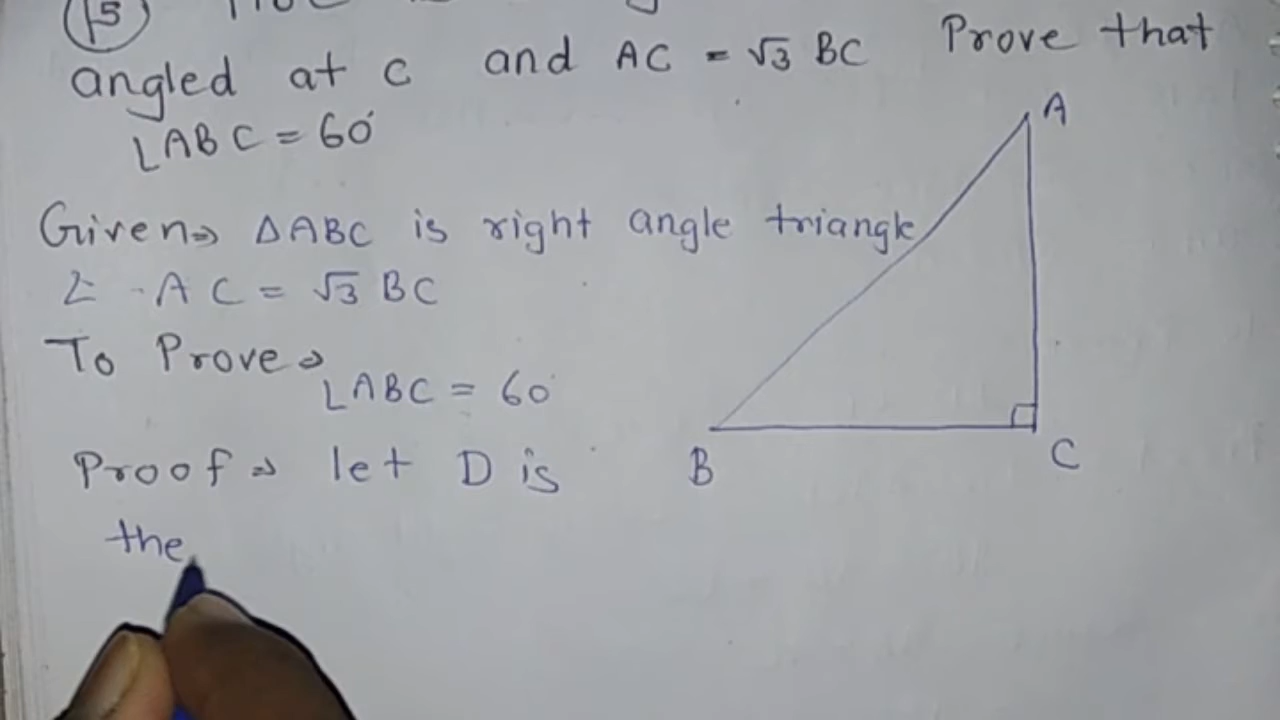 15
angled at C and AC = √3 BC Prove that
∠ABC = 60°
Given⇒ ΔABC is right angle triangle
& AC = √3 BC
To Prove⇒
∠ABC = 60°
Proof⇒ let D is
the
A
B
C